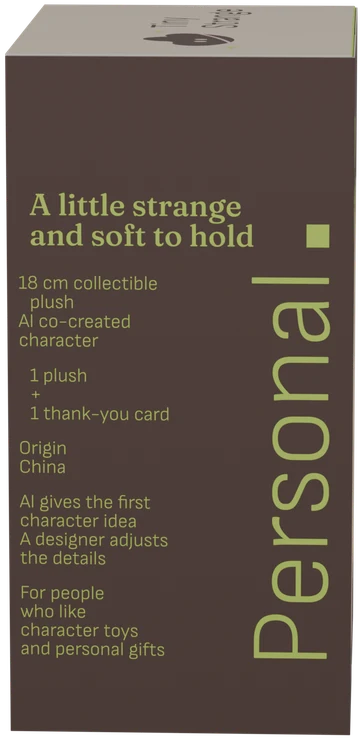 Tiny
Strange
A little strange
and soft to hold
18 cm collectible
plush
AI co-created
character
1 plush
+
1 thank-you card
Origin
China
AI gives the first
character idea
A designer adjusts
the details
For people
who like
character toys
and personal gifts
Personal